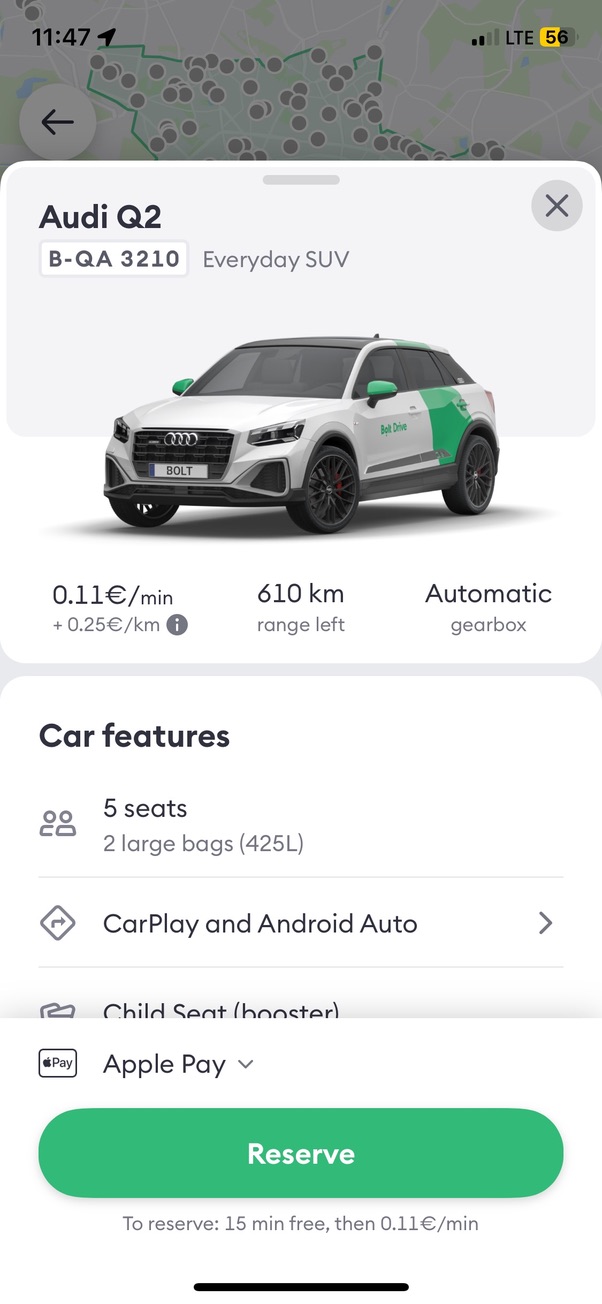 11:47
LTE 56
Audi Q2
B-QA 3210 Everyday SUV
Bolt Drive
BOLT
0.11€/min 610 km Automatic
+ 0.25€/km range left gearbox
Car features
5 seats
2 large bags (425L)
CarPlay and Android Auto
Child Seat (booster)
Pay Apple Pay
Reserve
To reserve: 15 min free, then 0.11€/min